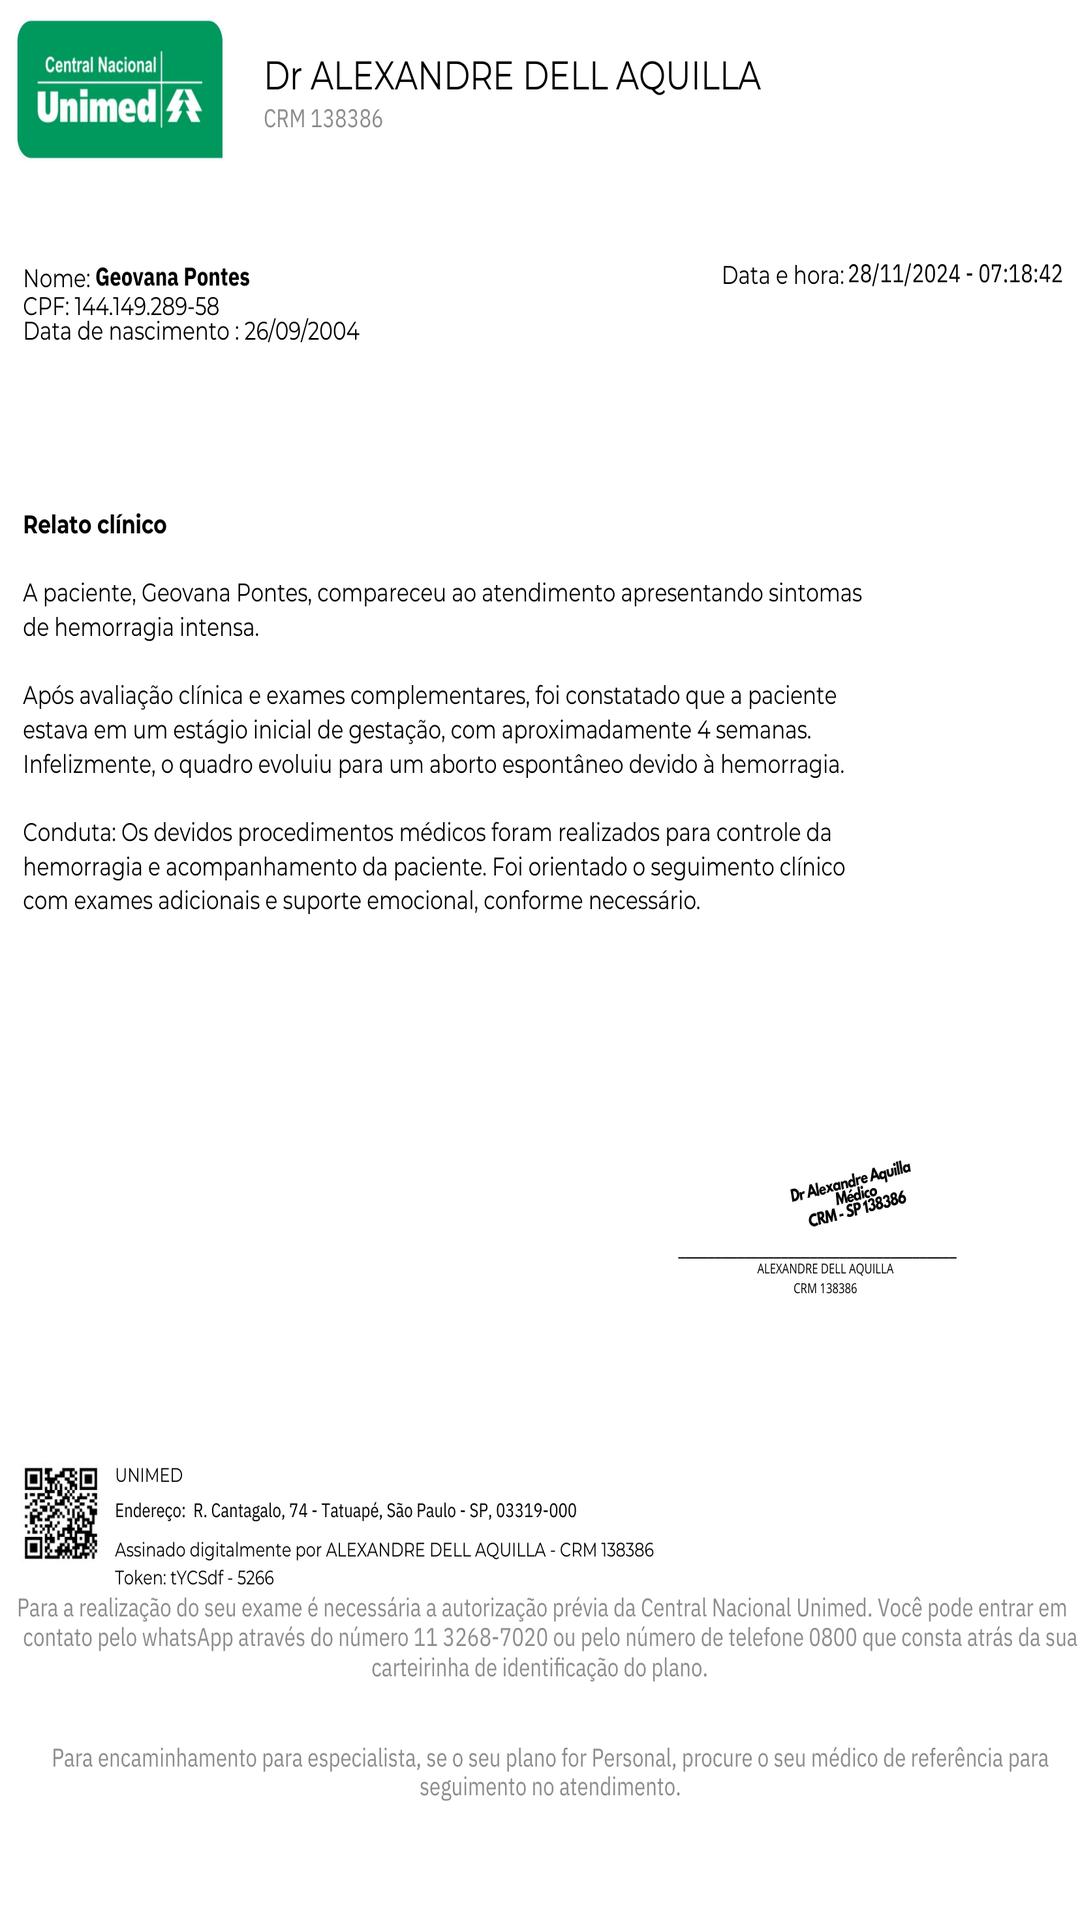 Central Nacional
Unimed
Dr ALEXANDRE DELL AQUILLA
CRM 138386
Nome: Geovana Pontes
Data e hora: 28/11/2024 - 07:18:42
CPF: 144.149.289-58
Data de nascimento : 26/09/2004
Relato clínico
A paciente, Geovana Pontes, compareceu ao atendimento apresentando sintomas
de hemorragia intensa.
Após avaliação clínica e exames complementares, foi constatado que a paciente
estava em um estágio inicial de gestação, com aproximadamente 4 semanas.
Infelizmente, o quadro evoluiu para um aborto espontâneo devido à hemorragia.
Conduta: Os devidos procedimentos médicos foram realizados para controle da
hemorragia e acompanhamento da paciente. Foi orientado o seguimento clínico
com exames adicionais e suporte emocional, conforme necessário.
Dr Alexandre Aquilla
Médico
CRM - SP 138386
ALEXANDRE DELL AQUILLA
CRM 138386
UNIMED
Endereço: R. Cantagalo, 74 - Tatuapé, São Paulo - SP, 03319-000
Assinado digitalmente por ALEXANDRE DELL AQUILLA - CRM 138386
Token: tYCSdf - 5266
Para a realização do seu exame é necessária a autorização prévia da Central Nacional Unimed. Você pode entrar em
contato pelo whatsApp através do número 11 3268-7020 ou pelo número de telefone 0800 que consta atrás da sua
carteirinha de identificação do plano.
Para encaminhamento para especialista, se o seu plano for Personal, procure o seu médico de referência para
seguimento no atendimento.